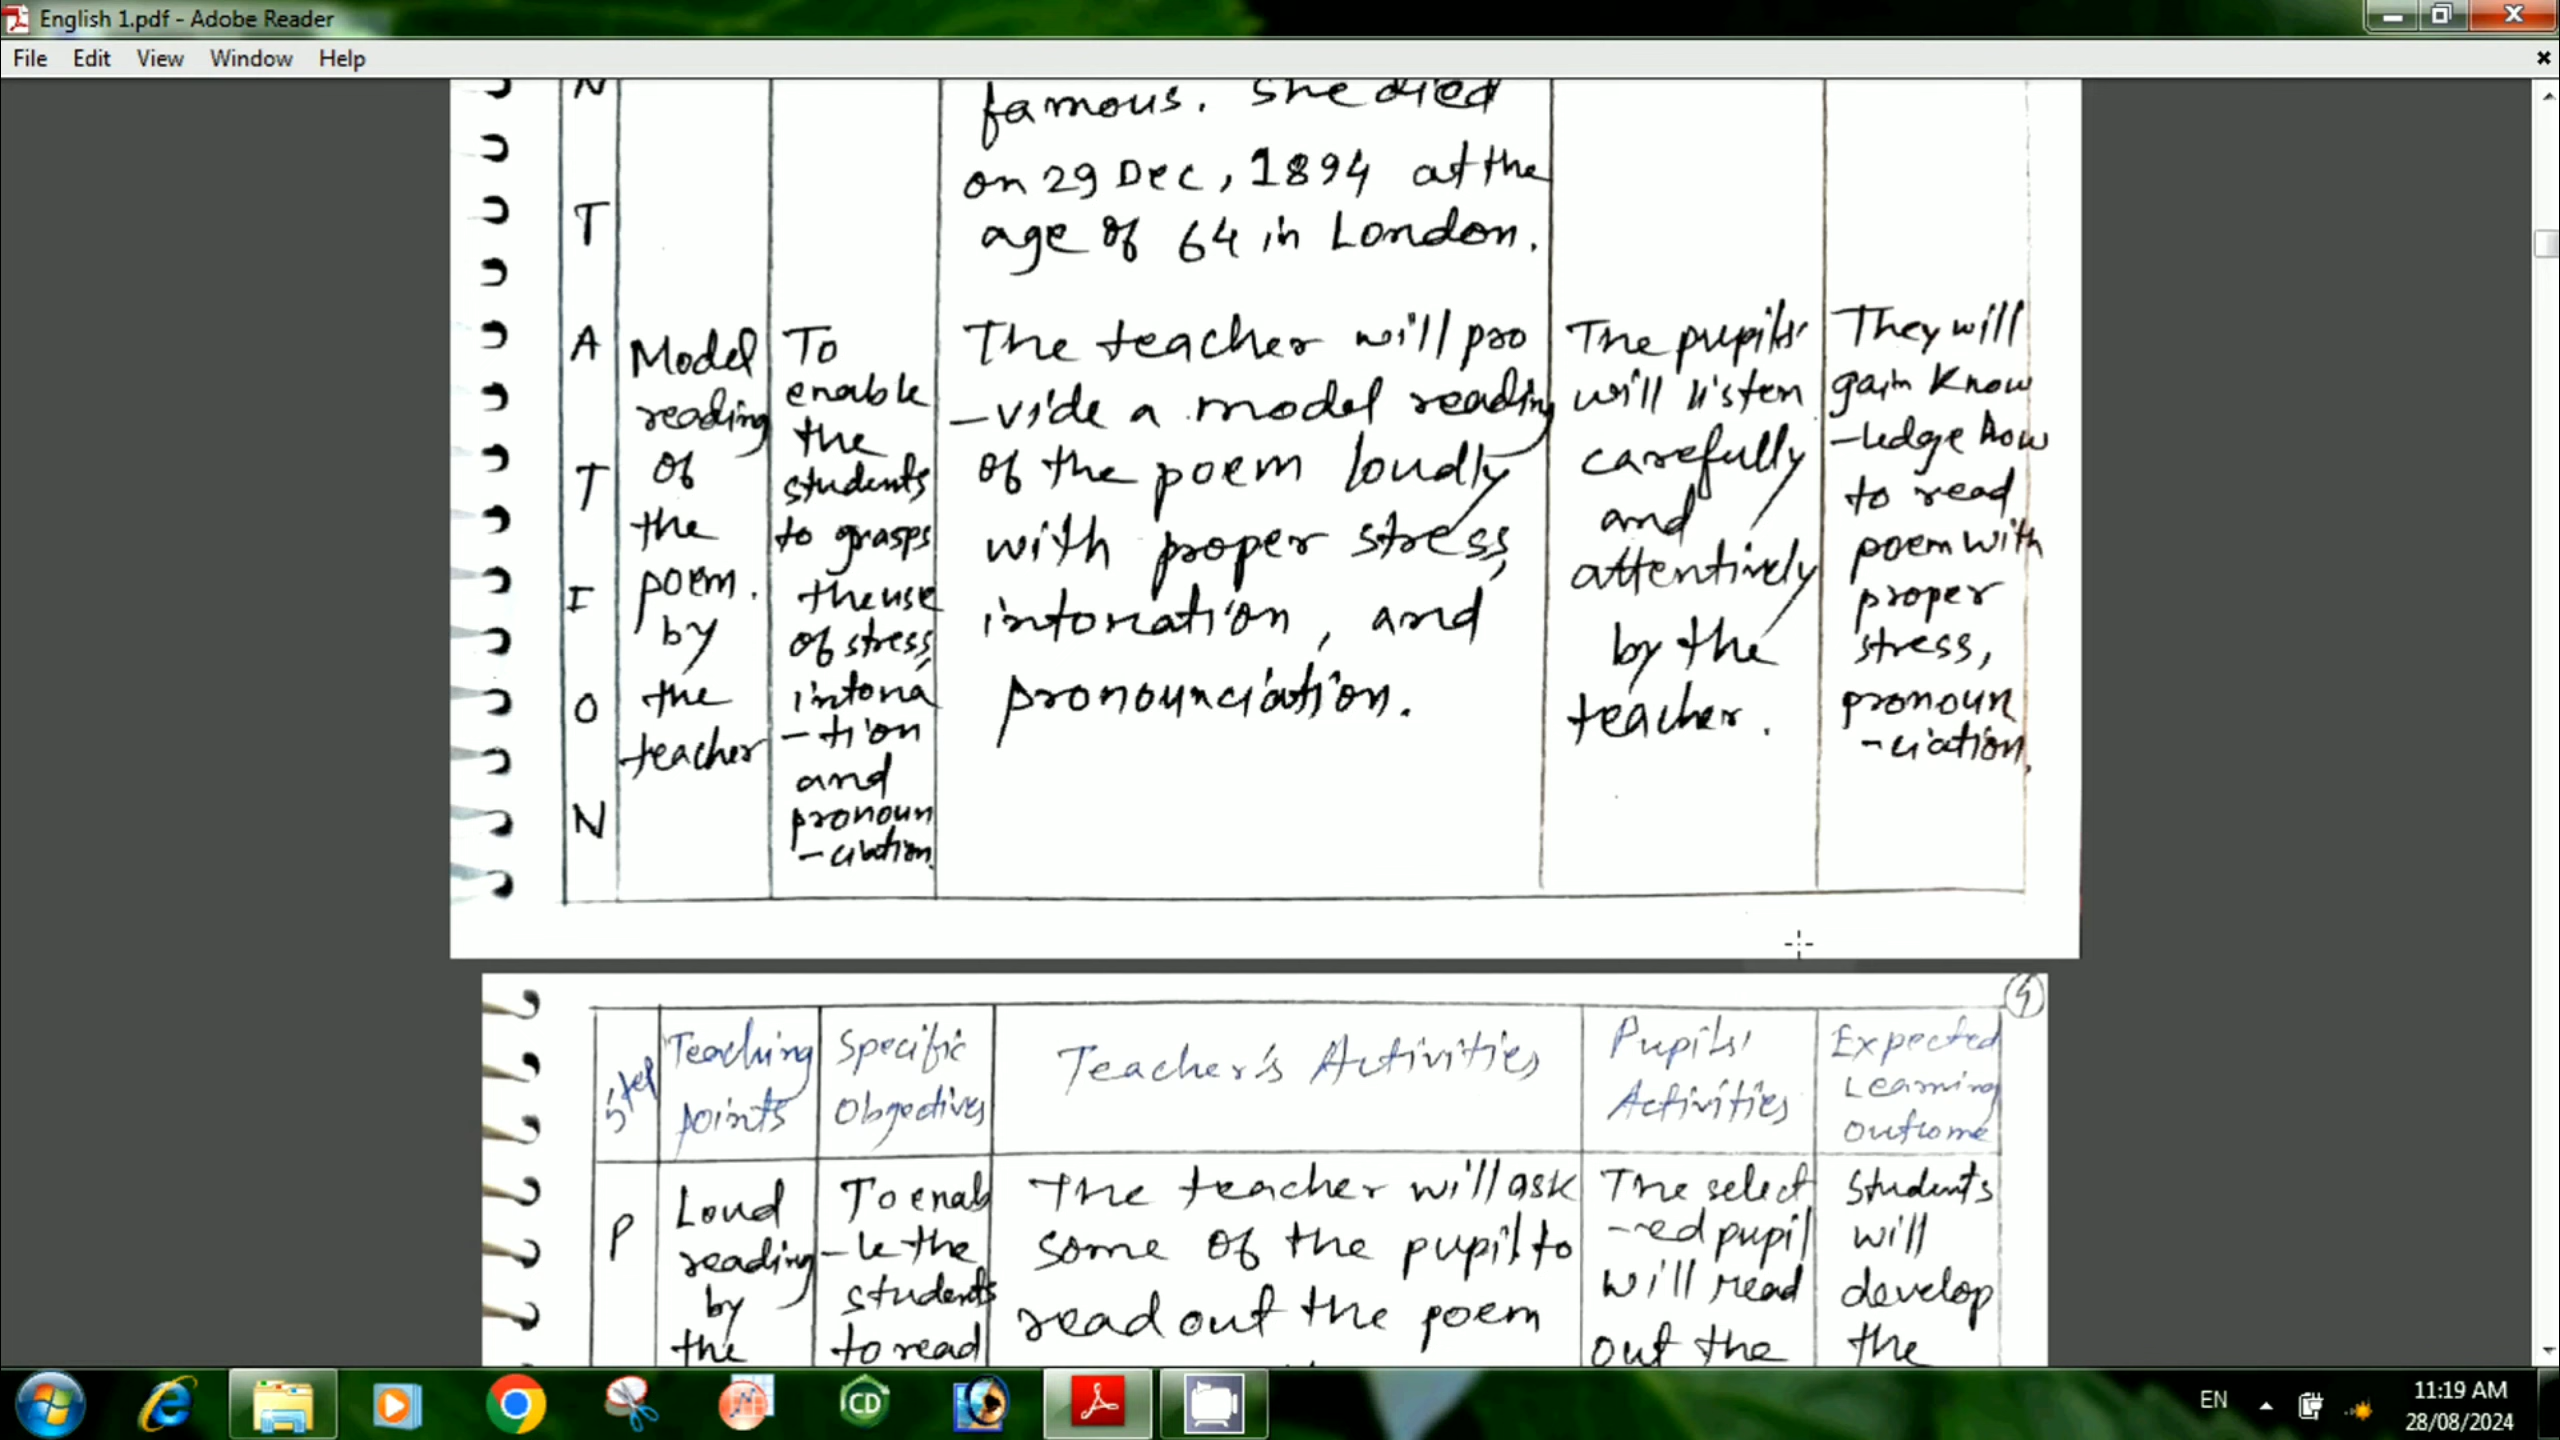 English 1.pdf - Adobe Reader
File Edit View Window Help
N
T
A
T
I
O
N
famous. She died
on 29 Dec, 1894 at the
age of 64 in London.
Model
reading
of
the
poem.
by
the
teacher
To
enable
the
students
to grasps
the use
of stress,
intona
-tion
and
pronoun
-ciation.
The teacher will pro
-vide a model reading
of the poem loudly
with proper stress,
intonation, and
pronounciation.
The pupils'
will listen
carefully
and
attentively
by the
teacher.
They will
gain know
-ledge how
to read
poem with
proper
stress,
pronoun
-ciation.
Teaching
points
Specific
Objectives
Teacher's Activities
Pupils'
Activities
Expected
Learning
Outcome
P
Loud
reading
by
the
To enab
-le the
students
to read
The teacher will ask
some of the pupil to
read out the poem
The select
-ed pupil
will read
out the
Students
will
develop
the
CD
EN
11:19 AM
28/08/2024